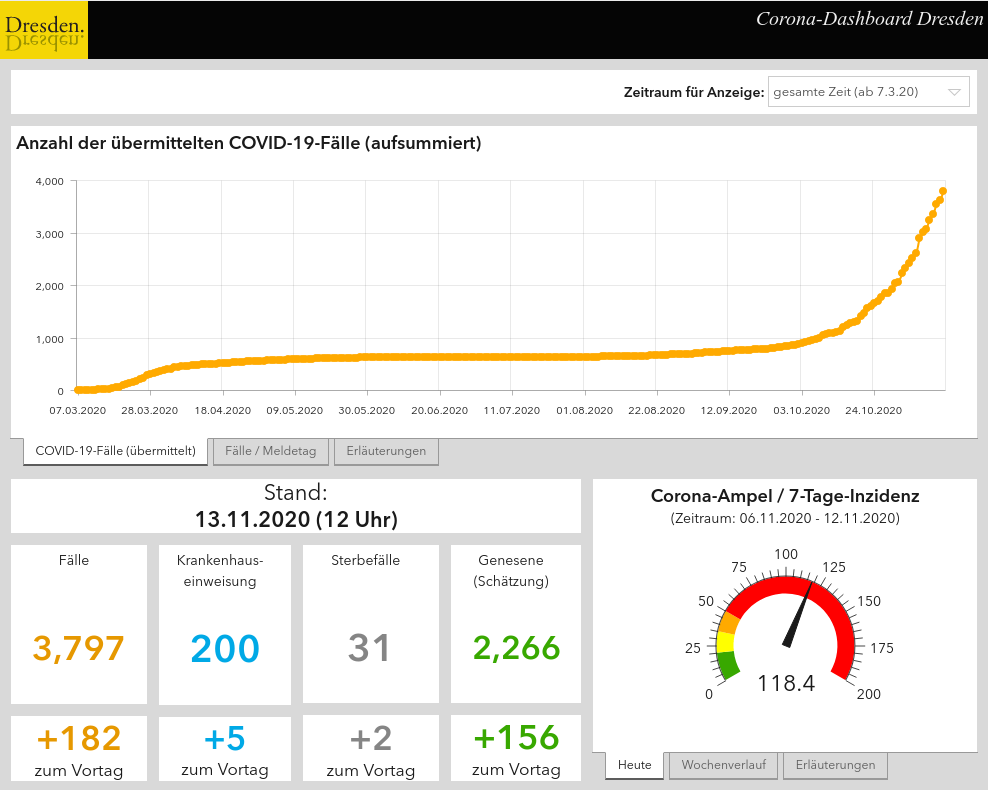 Dresden.
Dresden.
Corona-Dashboard Dresden
Zeitraum für Anzeige: gesamte Zeit (ab 7.3.20)
Anzahl der übermittelten COVID-19-Fälle (aufsummiert)
4,000
3,000
2,000
1,000
0
07.03.2020 28.03.2020 18.04.2020 09.05.2020 30.05.2020 20.06.2020 11.07.2020 01.08.2020 22.08.2020 12.09.2020 03.10.2020 24.10.2020
COVID-19-Fälle (übermittelt) Fälle / Meldetag Erläuterungen
Stand:
13.11.2020 (12 Uhr)
Fälle
3,797
+182
zum Vortag
Krankenhaus-
einweisung
200
+5
zum Vortag
Sterbefälle
31
+2
zum Vortag
Genesene
(Schätzung)
2,266
+156
zum Vortag
Corona-Ampel / 7-Tage-Inzidenz
(Zeitraum: 06.11.2020 - 12.11.2020)
0
25
50
75
100
125
150
175
200
118.4
Heute Wochenverlauf Erläuterungen